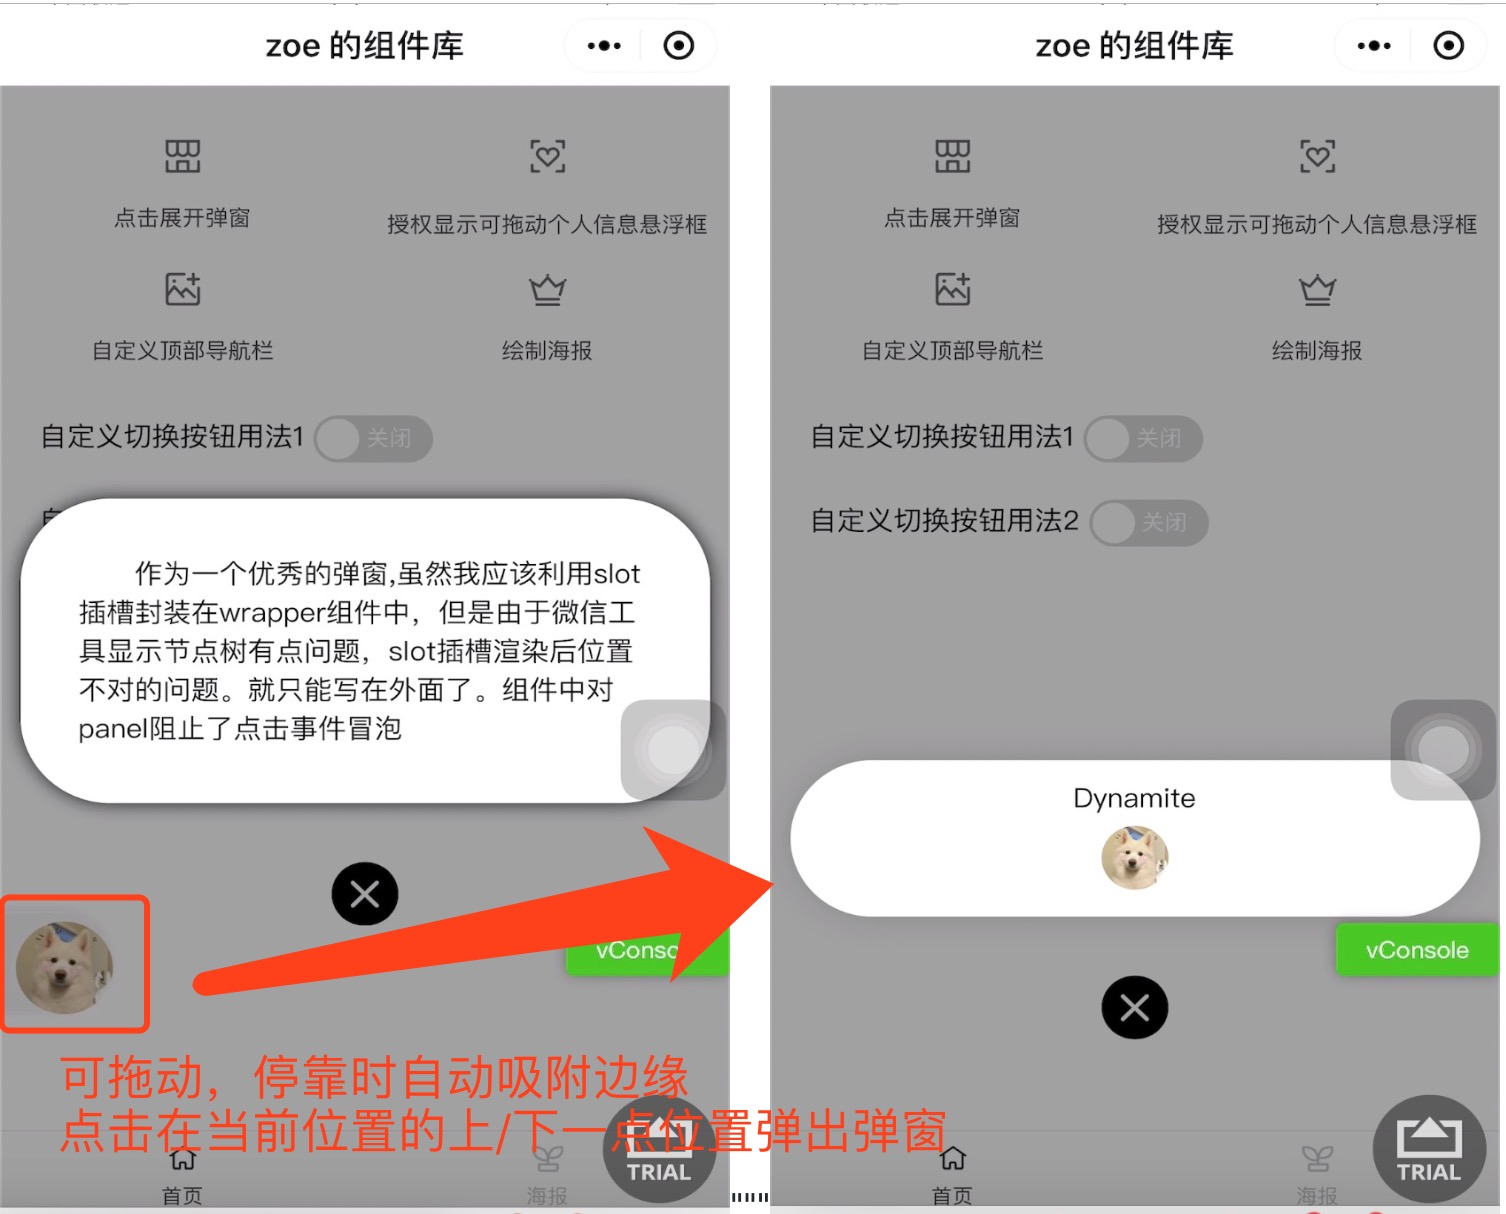 zoe 的组件库
点击展开弹窗
授权显示可拖动个人信息悬浮框
自定义顶部导航栏
绘制海报
自定义切换按钮用法1
关闭
作为一个优秀的弹窗,虽然我应该利用slot
插槽封装在wrapper组件中，但是由于微信工
具显示节点树有点问题，slot插槽渲染后位置
不对的问题。就只能写在外面了。组件中对
panel阻止了点击事件冒泡
vConso
可拖动，停靠时自动吸附边缘
点击在当前位置的上/下一点位置弹出弹窗
TRIAL
首页
海报
zoe 的组件库
点击展开弹窗
授权显示可拖动个人信息悬浮框
自定义顶部导航栏
绘制海报
自定义切换按钮用法1
关闭
自定义切换按钮用法2
关闭
Dynamite
vConsole
TRIAL
首页
海报